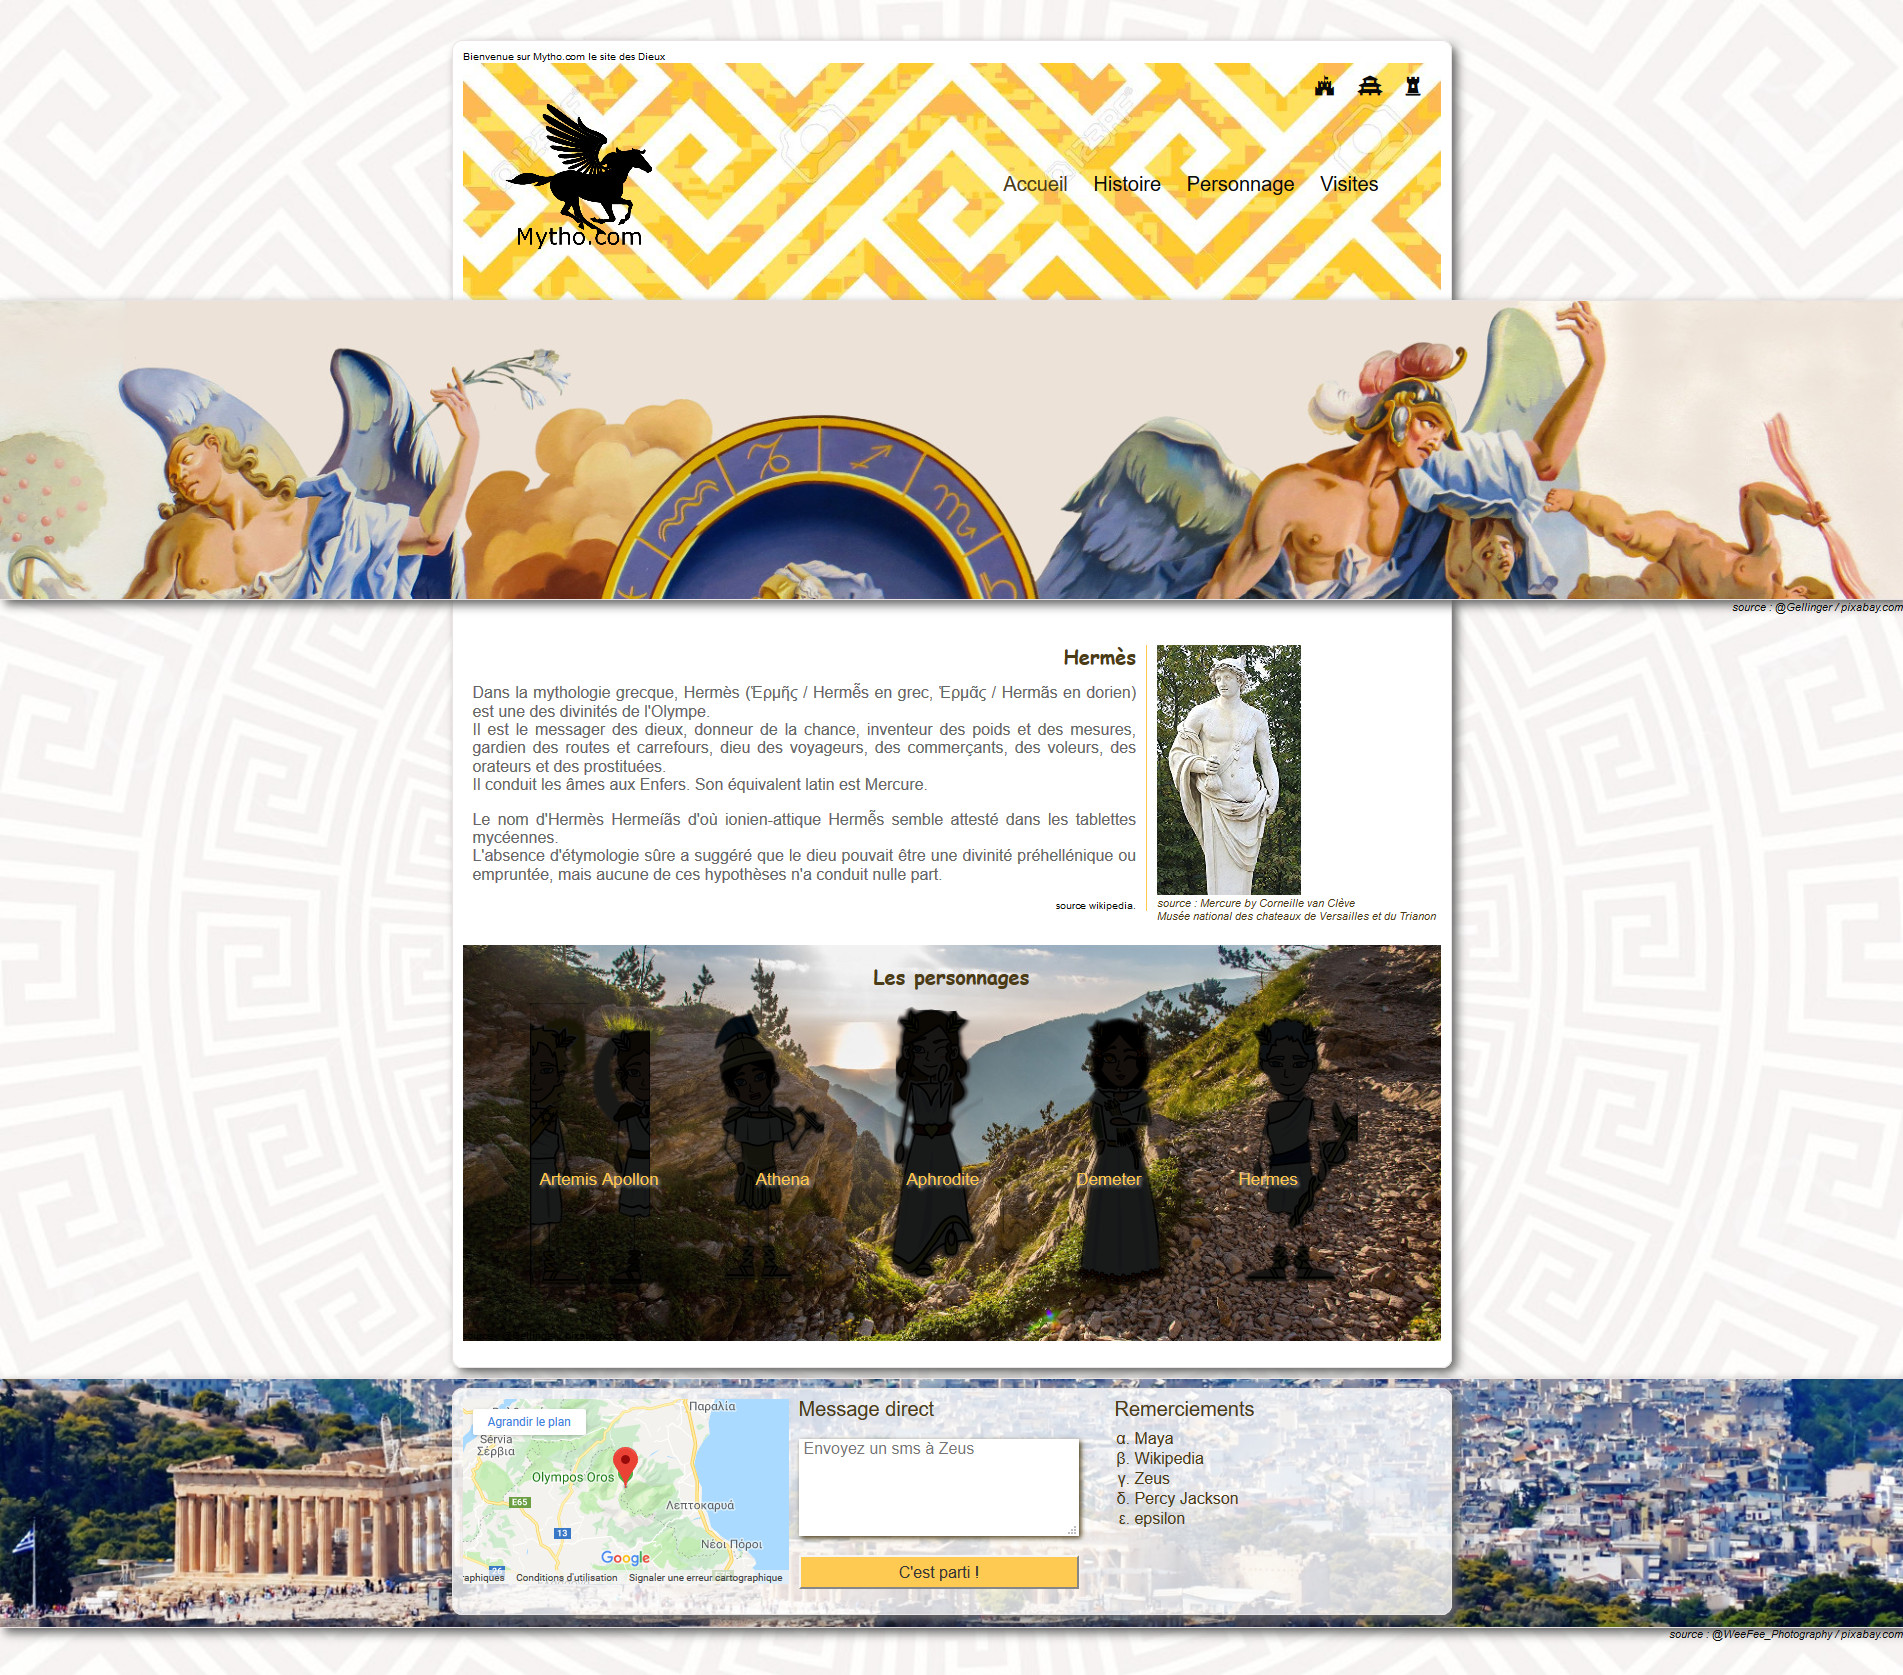 Bienvenue sur Mytho.com le site des Dieux
Mytho.com
Accueil Histoire Personnage Visites
source : @Gellinger / pixabay.com
Hermès
Dans la mythologie grecque, Hermès (Ἑρμῆς / Hermễs en grec, Ἑρμᾶς / Hermãs en dorien)
est une des divinités de l'Olympe.
Il est le messager des dieux, donneur de la chance, inventeur des poids et des mesures,
gardien des routes et carrefours, dieu des voyageurs, des commerçants, des voleurs, des
orateurs et des prostituées.
Il conduit les âmes aux Enfers. Son équivalent latin est Mercure.
Le nom d'Hermès Hermeíãs d'où ionien-attique Hermễs semble attesté dans les tablettes
mycéennes.
L'absence d'étymologie sûre a suggéré que le dieu pouvait être une divinité préhellénique ou
empruntée, mais aucune de ces hypothèses n'a conduit nulle part.
source wikipedia.
source : Mercure by Corneille van Clève
Musée national des chateaux de Versailles et du Trianon
Les personnages
Artemis Apollon
Athena
Aphrodite
Demeter
Hermes
Παραλία
Agrandir le plan
Sérvia
Σέρβια
Olympos Oros
E65
Λεπτοκαρυά
13
Νέοι Πόροι
Google
raphiques Conditions d'utilisation Signaler une erreur cartographique
Message direct
Envoyez un sms à Zeus
C'est parti !
Remerciements
α. Maya
β. Wikipedia
γ. Zeus
δ. Percy Jackson
ε. epsilon
source : @WeeFee_Photography / pixabay.com